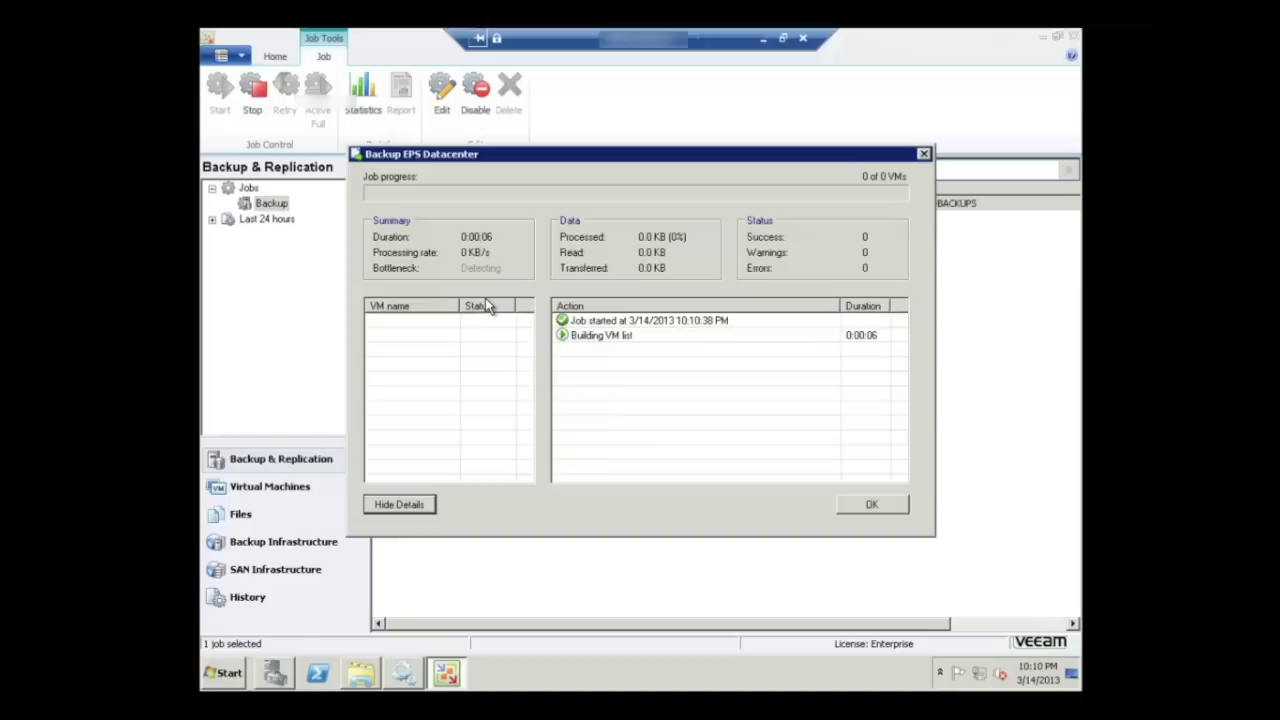 Job Tools
Home
Job
Start
Stop
Retry
Active Full
Statistics
Report
Edit
Disable
Delete
Job Control
Backup & Replication
Jobs
Backup
Last 24 hours
Backup EPS Datacenter
Job progress:
0 of 0 VMs
BACKUPS
Summary
Duration: 0:00:06
Processing rate: 0 KB/s
Bottleneck: Detecting
Data
Processed: 0.0 KB (0%)
Read: 0.0 KB
Transferred: 0.0 KB
Status
Success: 0
Warnings: 0
Errors: 0
VM name
Status
Action
Duration
Job started at 3/14/2013 10:10:38 PM
Building VM list
0:00:06
Hide Details
OK
Backup & Replication
Virtual Machines
Files
Backup Infrastructure
SAN Infrastructure
History
1 job selected
License: Enterprise
veeam
Start
10:10 PM
3/14/2013